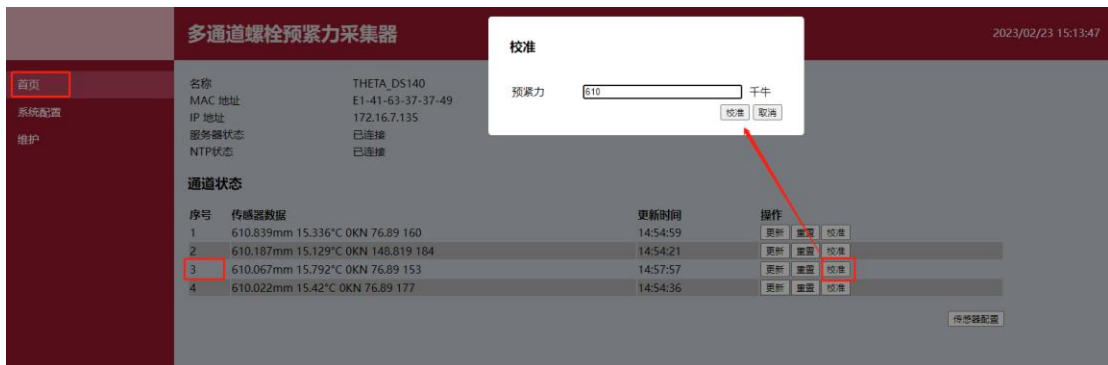 多通道螺栓预紧力采集器
2023/02/23 15:13:47
校准
预紧力 610 千牛
校准 取消
首页
系统配置
维护
名称 THETA_DS140
MAC 地址 E1-41-63-37-37-49
IP 地址 172.16.7.135
服务器状态 已连接
NTP状态 已连接
通道状态
序号 传感器数据 更新时间 操作
1 610.839mm 15.336°C 0KN 76.89 160 14:54:59 更新 重置 校准
2 610.187mm 15.129°C 0KN 148.819 184 14:54:21 更新 重置 校准
3 610.067mm 15.792°C 0KN 76.89 153 14:57:57 更新 重置 校准
4 610.022mm 15.42°C 0KN 76.89 177 14:54:36 更新 重置 校准
传感器配置